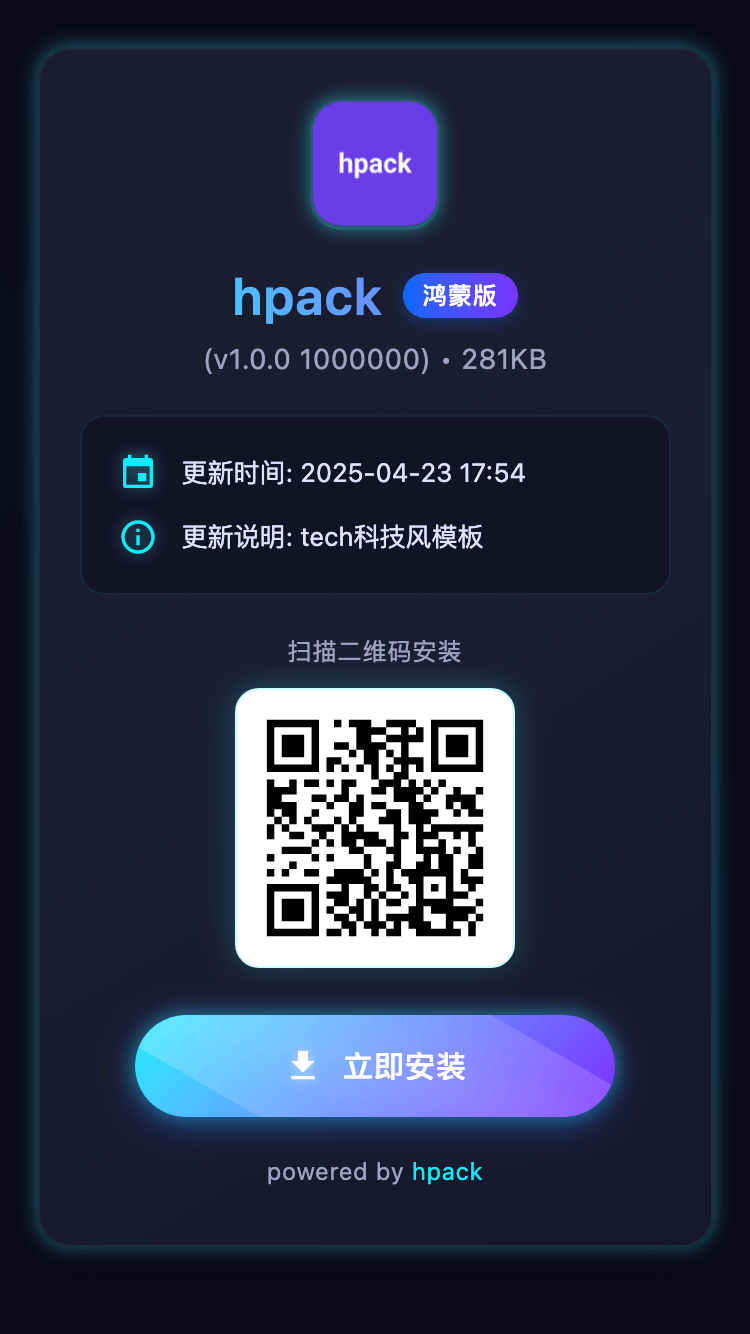 hpack
hpack 鸿蒙版
(v1.0.0 1000000) • 281KB
更新时间: 2025-04-23 17:54
更新说明: tech科技风模板
扫描二维码安装
立即安装
powered by hpack